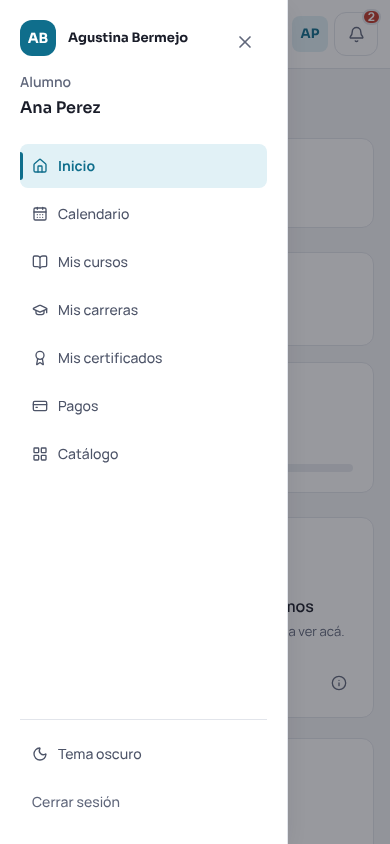 AB
Agustina Bermejo
AP
2
Alumno
Ana Perez
Inicio
Calendario
Mis cursos
Mis carreras
Mis certificados
Pagos
Catálogo
a ver acá.
Tema oscuro
Cerrar sesión